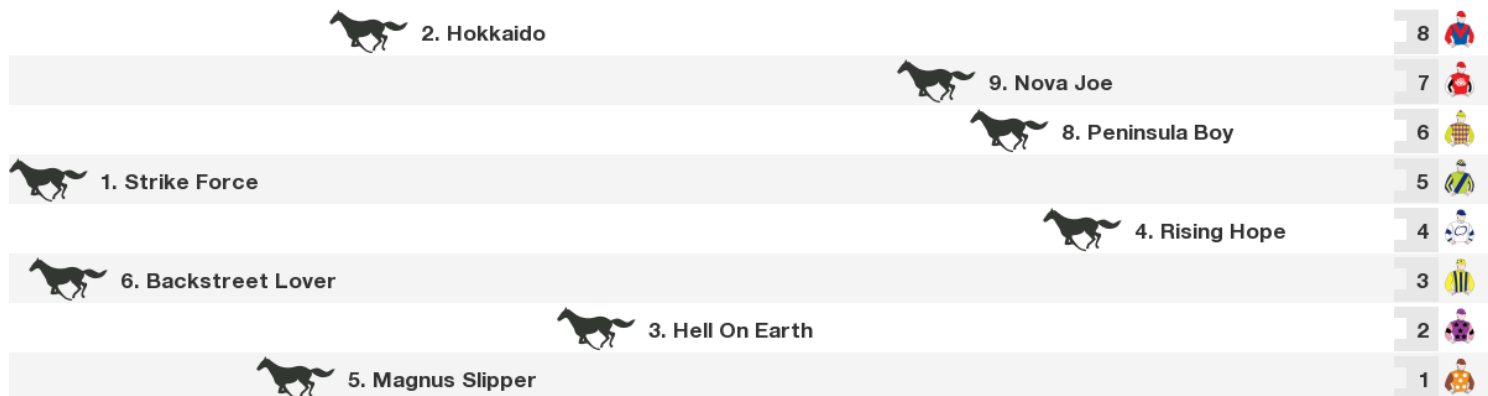 2. Hokkaido 8
9. Nova Joe 7
8. Peninsula Boy 6
1. Strike Force 5
4. Rising Hope 4
6. Backstreet Lover 3
3. Hell On Earth 2
5. Magnus Slipper 1